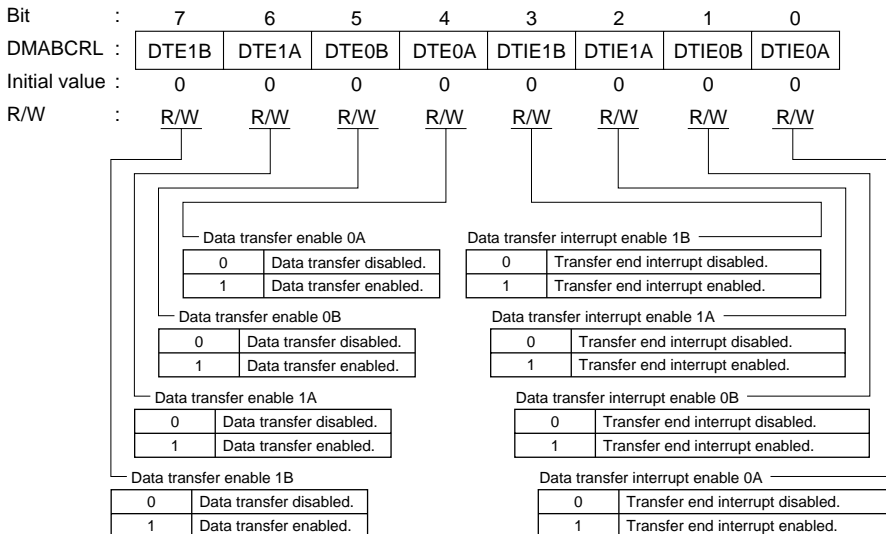 Bit : 7 6 5 4 3 2 1 0
DMABCRL : DTE1B DTE1A DTE0B DTE0A DTIE1B DTIE1A DTIE0B DTIE0A
Initial value : 0 0 0 0 0 0 0 0
R/W : R/W R/W R/W R/W R/W R/W R/W R/W
Data transfer enable 0A
0 Data transfer disabled.
1 Data transfer enabled.
Data transfer interrupt enable 1B
0 Transfer end interrupt disabled.
1 Transfer end interrupt enabled.
Data transfer enable 0B
0 Data transfer disabled.
1 Data transfer enabled.
Data transfer interrupt enable 1A
0 Transfer end interrupt disabled.
1 Transfer end interrupt enabled.
Data transfer enable 1A
0 Data transfer disabled.
1 Data transfer enabled.
Data transfer interrupt enable 0B
0 Transfer end interrupt disabled.
1 Transfer end interrupt enabled.
Data transfer enable 1B
0 Data transfer disabled.
1 Data transfer enabled.
Data transfer interrupt enable 0A
0 Transfer end interrupt disabled.
1 Transfer end interrupt enabled.